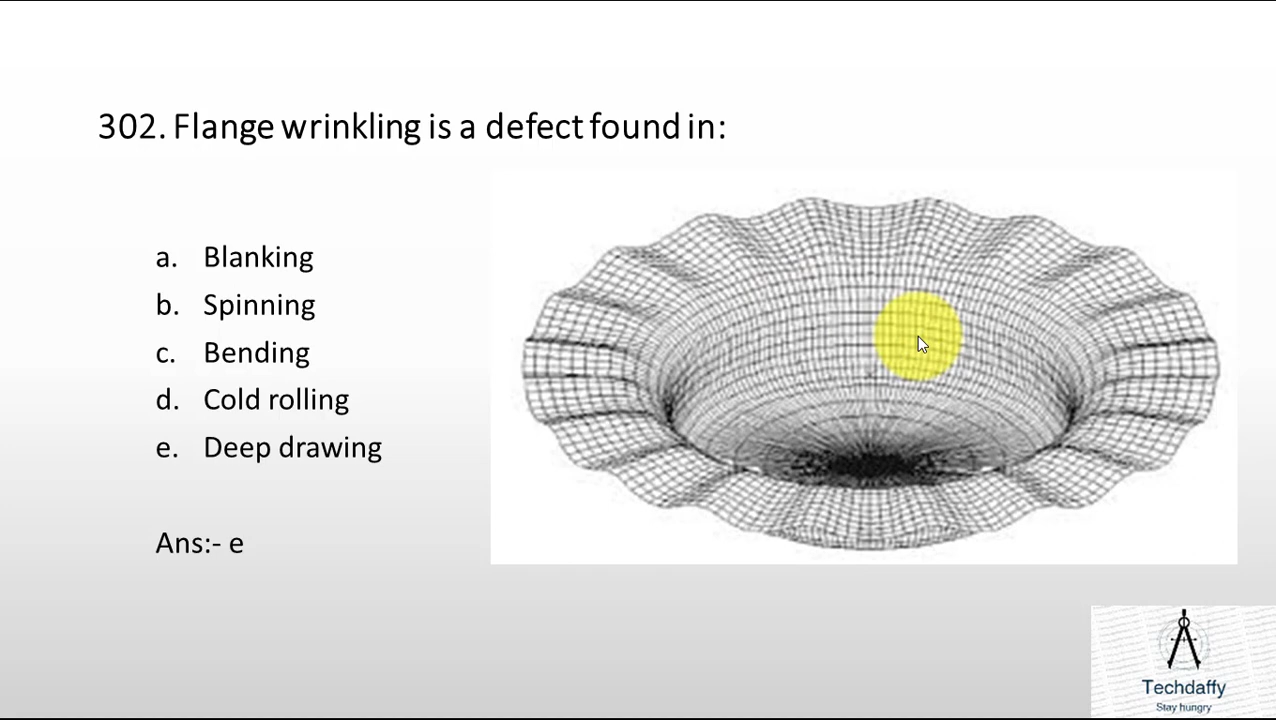 302. Flange wrinkling is a defect found in:
a. Blanking
b. Spinning
c. Bending
d. Cold rolling
e. Deep drawing
Ans:- e
Techdaffy
Stay hungry